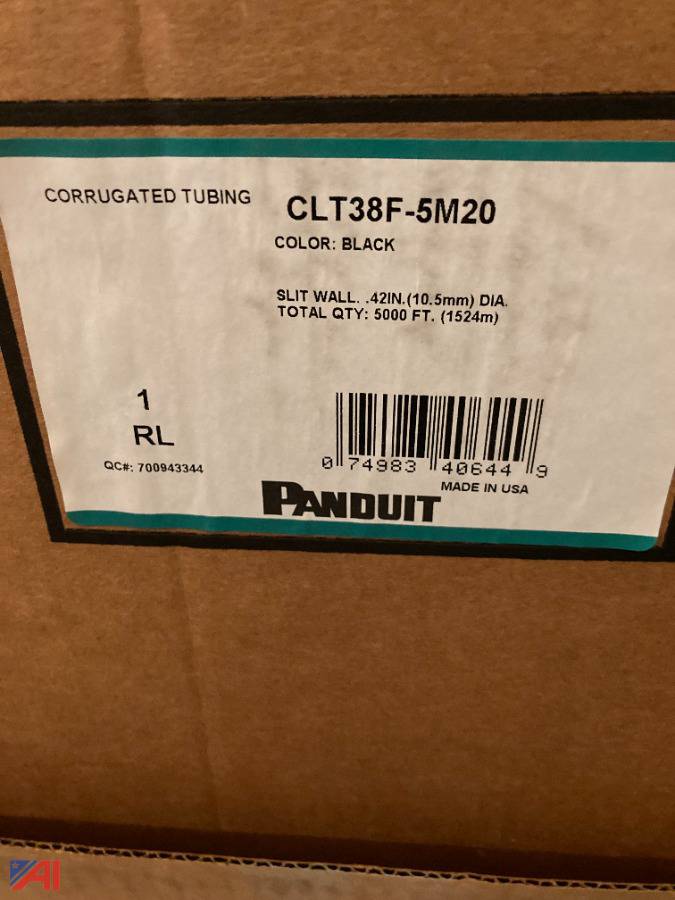 CORRUGATED TUBING
CLT38F-5M20
COLOR: BLACK
SLIT WALL. .42IN.(10.5mm) DIA.
TOTAL QTY: 5000 FT. (1524m)
1
RL
QC#: 700943344
0 74983 40644 9
MADE IN USA
PANDUIT
AI